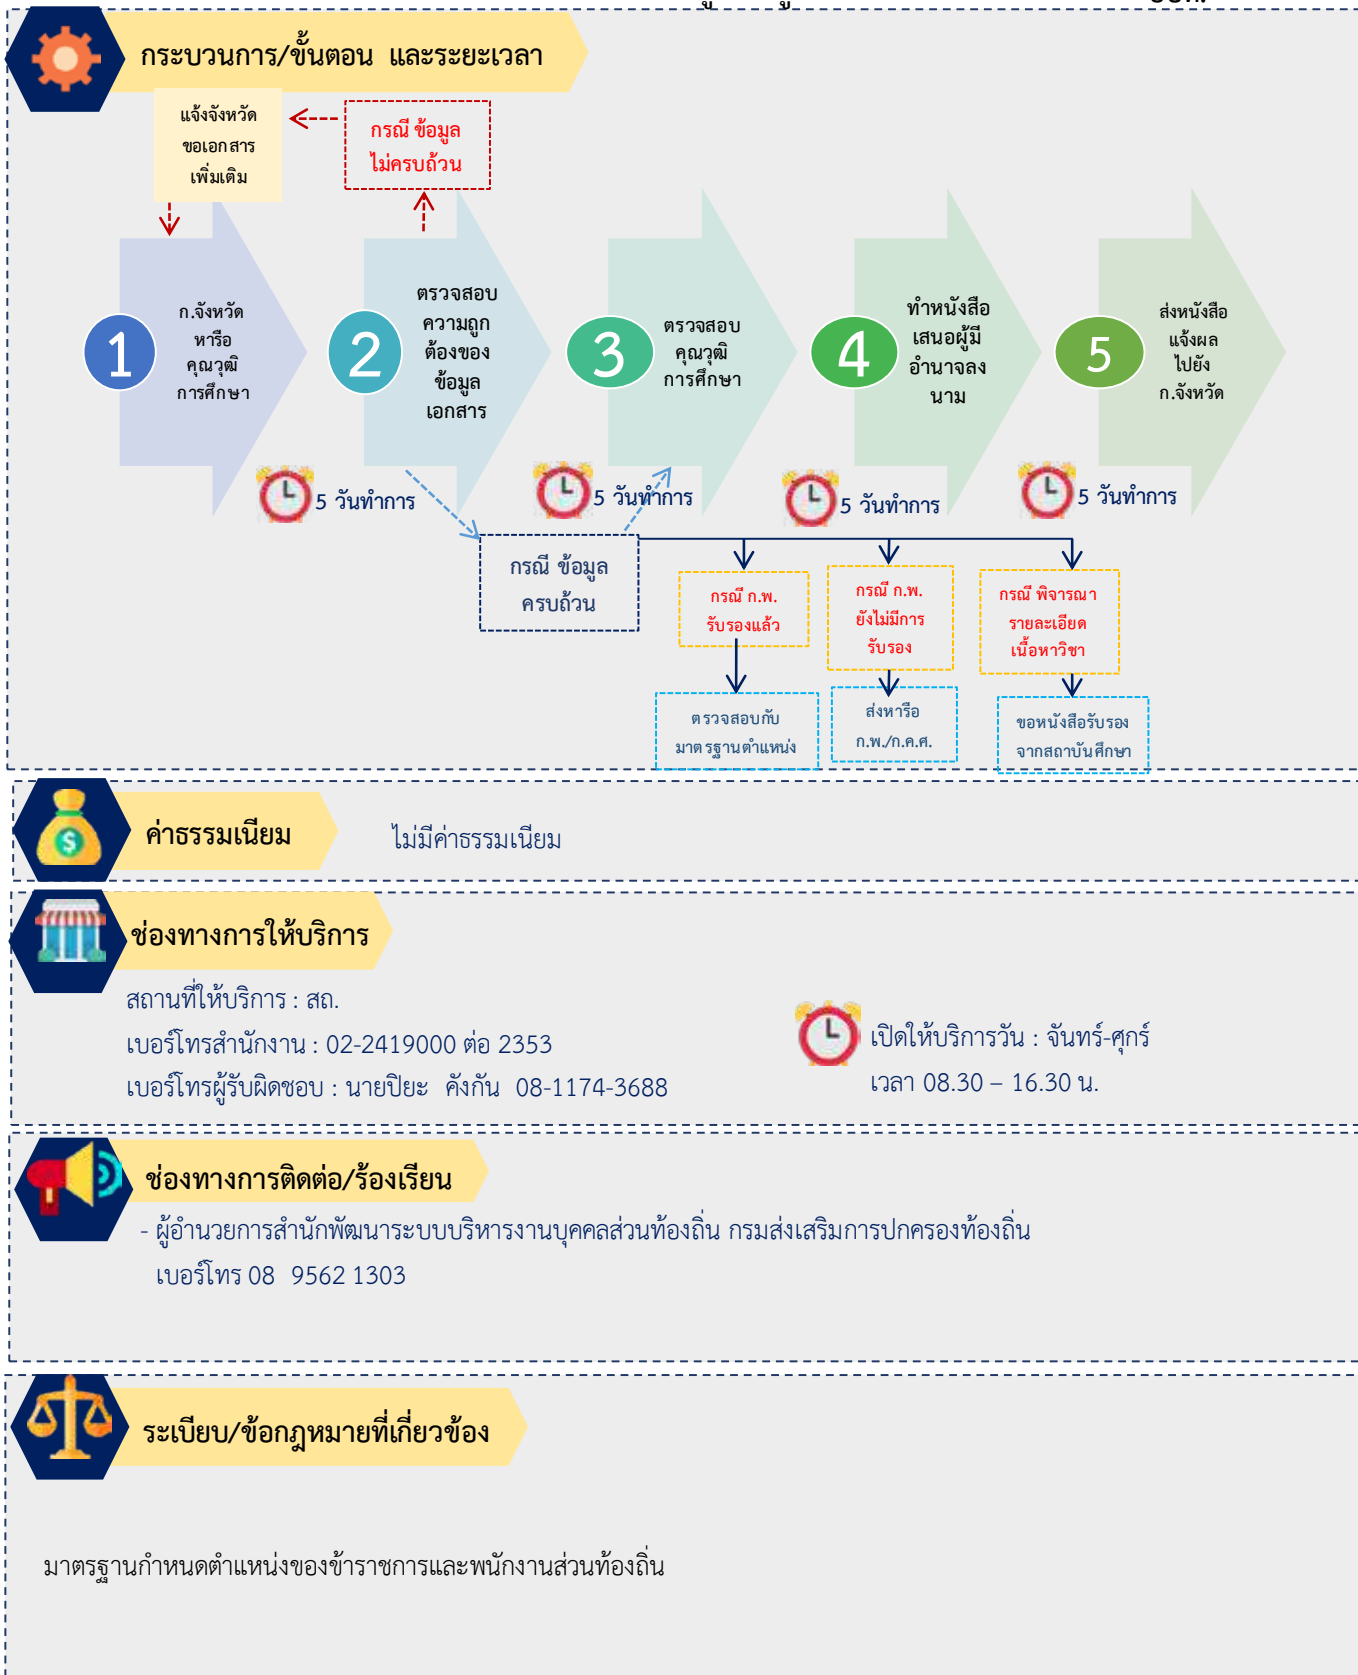 กระบวนการ/ขั้นตอน และระยะเวลา
แจ้งจังหวัด
ขอเอกสาร
เพิ่มเติม
กรณี ข้อมูล
ไม่ครบถ้วน
1
ก.จังหวัด
หารือ
คุณวุฒิ
การศึกษา
2
ตรวจสอบ
ความถูก
ต้องของ
ข้อมูล
เอกสาร
3
ตรวจสอบ
คุณวุฒิ
การศึกษา
4
ทำหนังสือ
เสนอผู้มี
อำนาจลง
นาม
5
ส่งหนังสือ
แจ้งผล
ไปยัง
ก.จังหวัด
5 วันทำการ
5 วันทำการ
5 วันทำการ
5 วันทำการ
กรณี ข้อมูล
ครบถ้วน
กรณี ก.พ.
รับรองแล้ว
กรณี ก.พ.
ยังไม่มีการ
รับรอง
กรณี พิจารณา
รายละเอียด
เนื้อหาวิชา
ตรวจสอบกับ
มาตรฐานตำแหน่ง
ส่งหารือ
ก.พ./ก.ค.ศ.
ขอหนังสือรับรอง
จากสถาบันศึกษา
ค่าธรรมเนียม
ไม่มีค่าธรรมเนียม
ช่องทางการให้บริการ
สถานที่ให้บริการ : สถ.
เบอร์โทรสำนักงาน : 02-2419000 ต่อ 2353
เบอร์โทรผู้รับผิดชอบ : นายปิยะ คังกัน 08-1174-3688
เปิดให้บริการวัน : จันทร์-ศุกร์
เวลา 08.30 – 16.30 น.
ช่องทางการติดต่อ/ร้องเรียน
- ผู้อำนวยการสำนักพัฒนาระบบบริหารงานบุคคลส่วนท้องถิ่น กรมส่งเสริมการปกครองท้องถิ่น
เบอร์โทร 08 9562 1303
ระเบียบ/ข้อกฎหมายที่เกี่ยวข้อง
มาตรฐานกำหนดตำแหน่งของข้าราชการและพนักงานส่วนท้องถิ่น